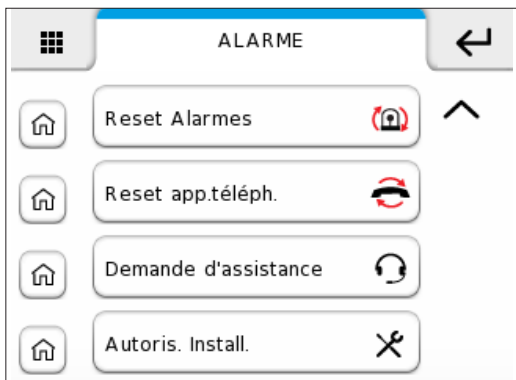 ALARME
Reset Alarmes
Reset app.téléph.
Demande d'assistance
Autoris. Install.